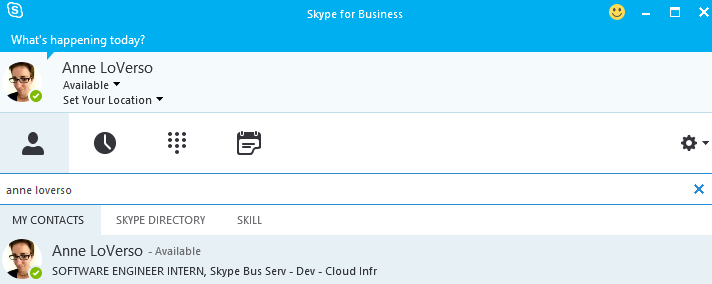 Skype for Business
What's happening today?
Anne LoVerso
Available
Set Your Location
anne loverso
MY CONTACTS SKYPE DIRECTORY SKILL
Anne LoVerso - Available
SOFTWARE ENGINEER INTERN, Skype Bus Serv - Dev - Cloud Infr